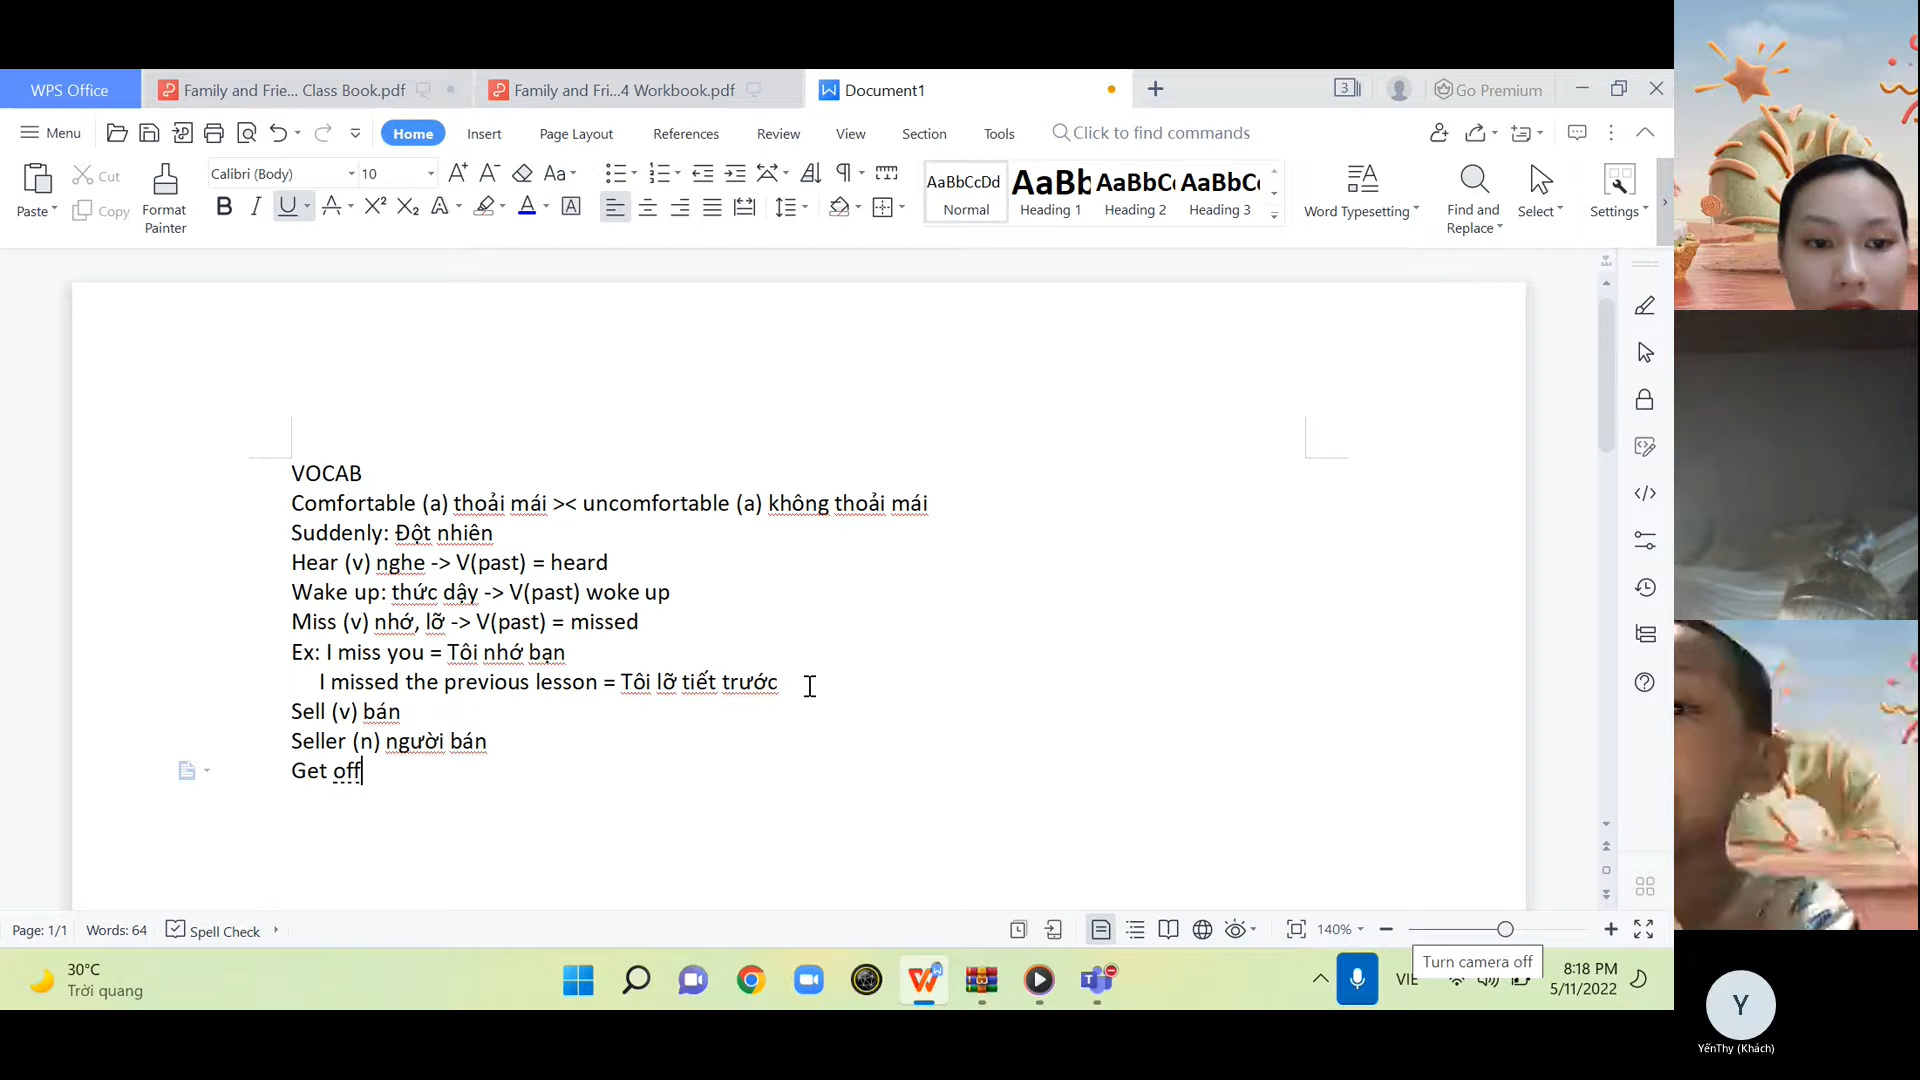 WPS Office
Family and Frie... Class Book.pdf
Family and Fri...4 Workbook.pdf
Document1
3
Go Premium
Menu
Home
Insert
Page Layout
References
Review
View
Section
Tools
Click to find commands
Paste
Cut
Copy
Format Painter
Calibri (Body)
10
AaBbCcDd
Normal
AaBb
Heading 1
AaBbC
Heading 2
AaBbC
Heading 3
Word Typesetting
Find and Replace
Select
Settings
VOCAB
Comfortable (a) thoải mái >< uncomfortable (a) không thoải mái
Suddenly: Đột nhiên
Hear (v) nghe -> V(past) = heard
Wake up: thức dậy -> V(past) woke up
Miss (v) nhớ, lỡ -> V(past) = missed
Ex: I miss you = Tôi nhớ bạn
I missed the previous lesson = Tôi lỡ tiết trước
Sell (v) bán
Seller (n) người bán
Get off
Page: 1/1
Words: 64
Spell Check
140%
Turn camera off
30°C
Trời quang
VIE
8:18 PM
5/11/2022
Y
YếnThy (Khách)